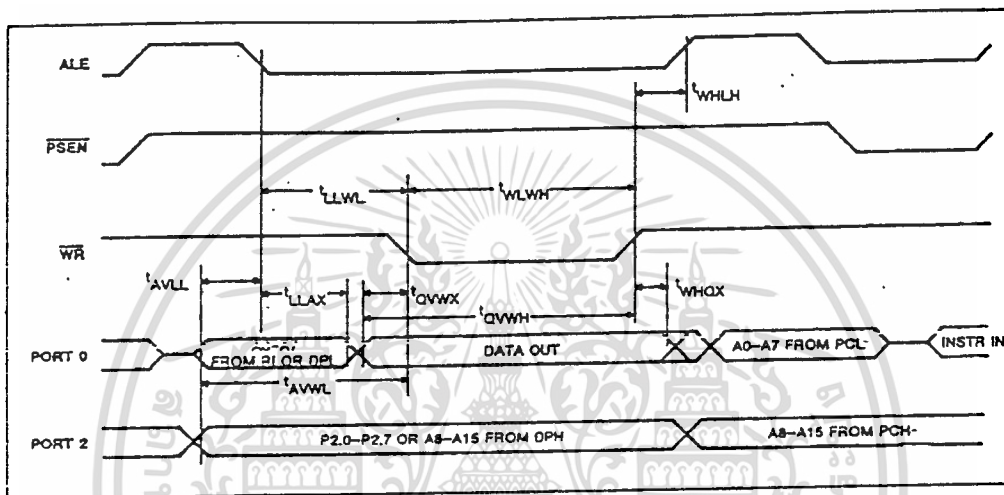 ALE
tWHLH
PSEN
tLLWL
tWLWH
WR
tAVLL
tLLAX
tQVWX
tWHQX
tQVWH
PORT 0
FROM RI OR DPL
DATA OUT
A0–A7 FROM PCL-
INSTR IN
tAVWL
PORT 2
P2.0–P2.7 OR A8–A15 FROM DPH
A8–A15 FROM PCH-